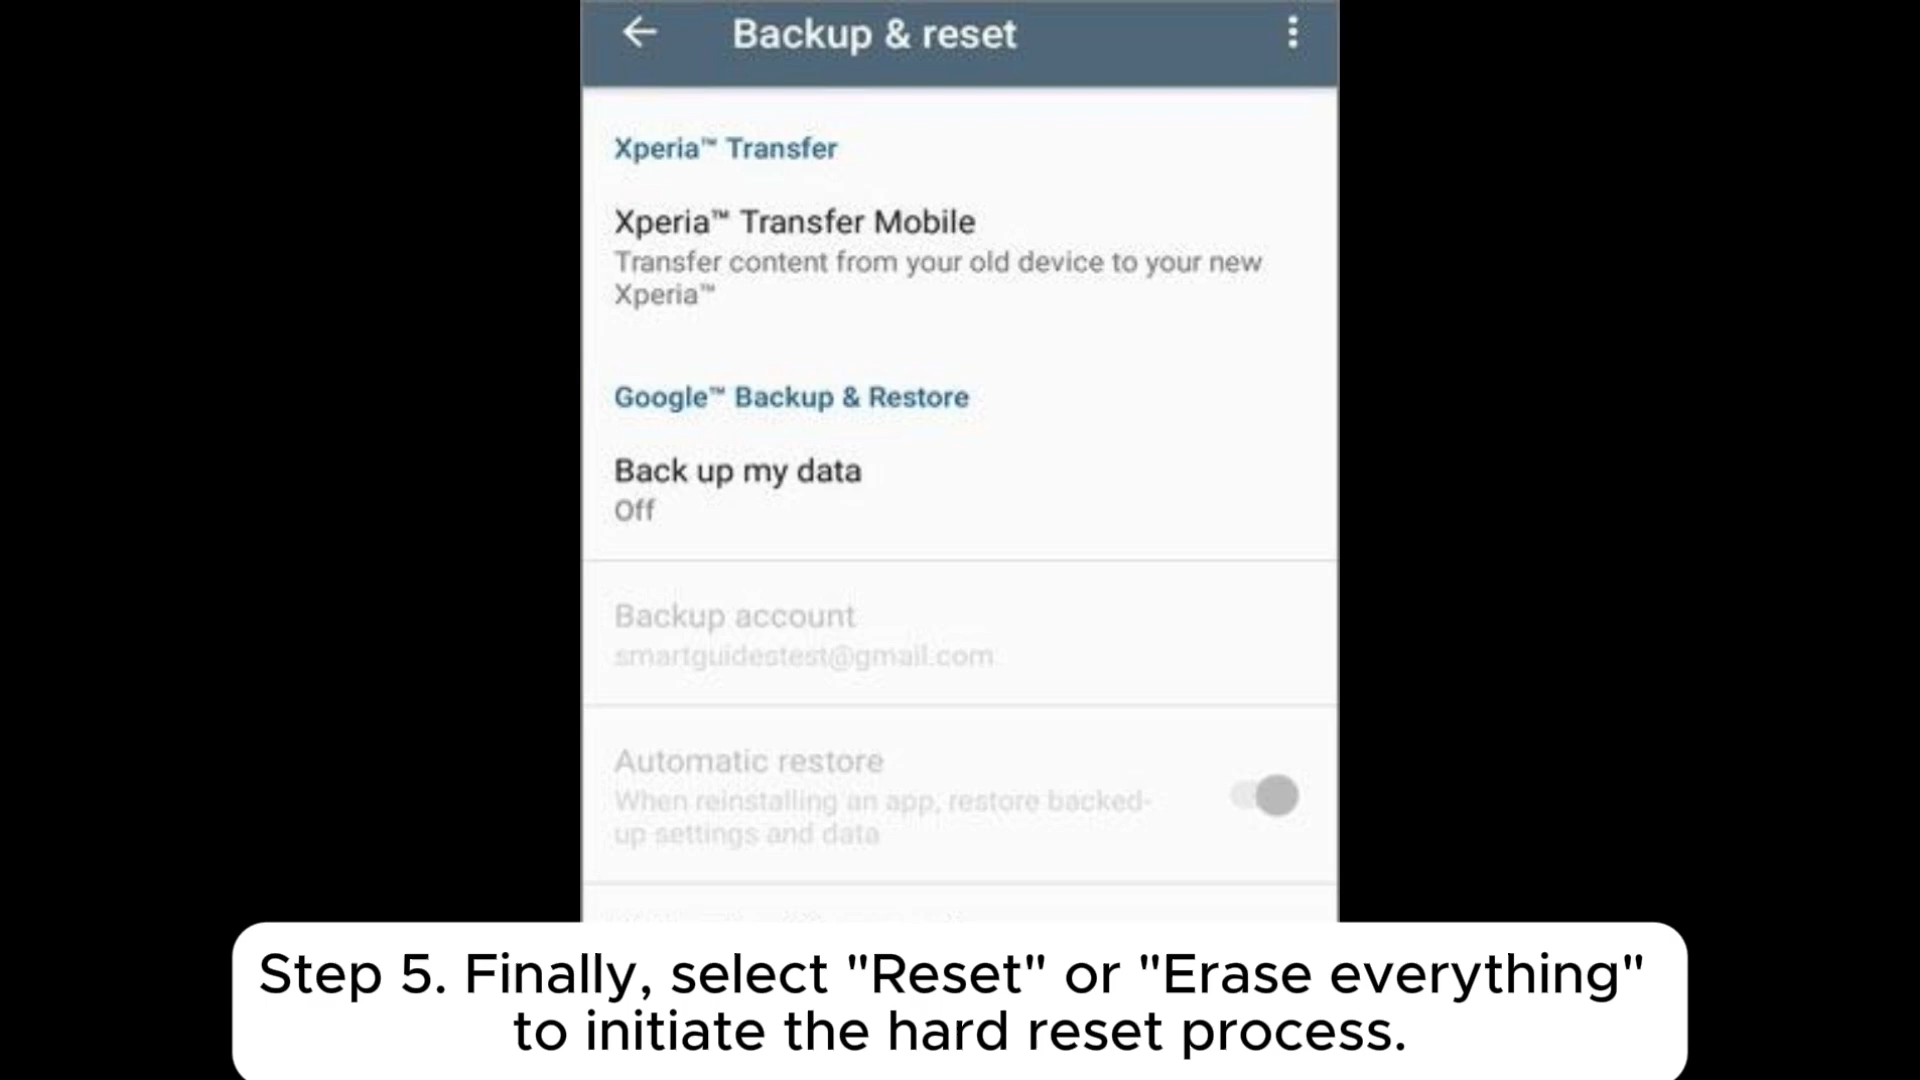 Backup & reset
Xperia™ Transfer
Xperia™ Transfer Mobile
Transfer content from your old device to your new
Xperia™
Google™ Backup & Restore
Back up my data
Off
Backup account
smartguidestest@gmail.com
Automatic restore
When reinstalling an app, restore backed-
up settings and data
Step 5. Finally, select "Reset" or "Erase everything"
to initiate the hard reset process.